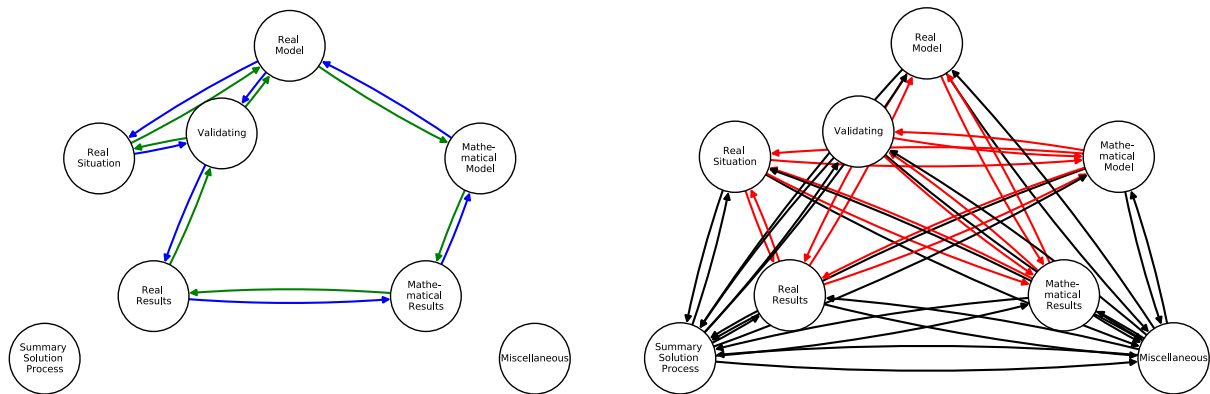 Real
Model
Validating
Real
Situation
Mathe-
matical
Model
Real
Results
Mathe-
matical
Results
Summary
Solution
Process
Miscellaneous
Real
Model
Validating
Real
Situation
Mathe-
matical
Model
Real
Results
Mathe-
matical
Results
Summary
Solution
Process
Miscellaneous